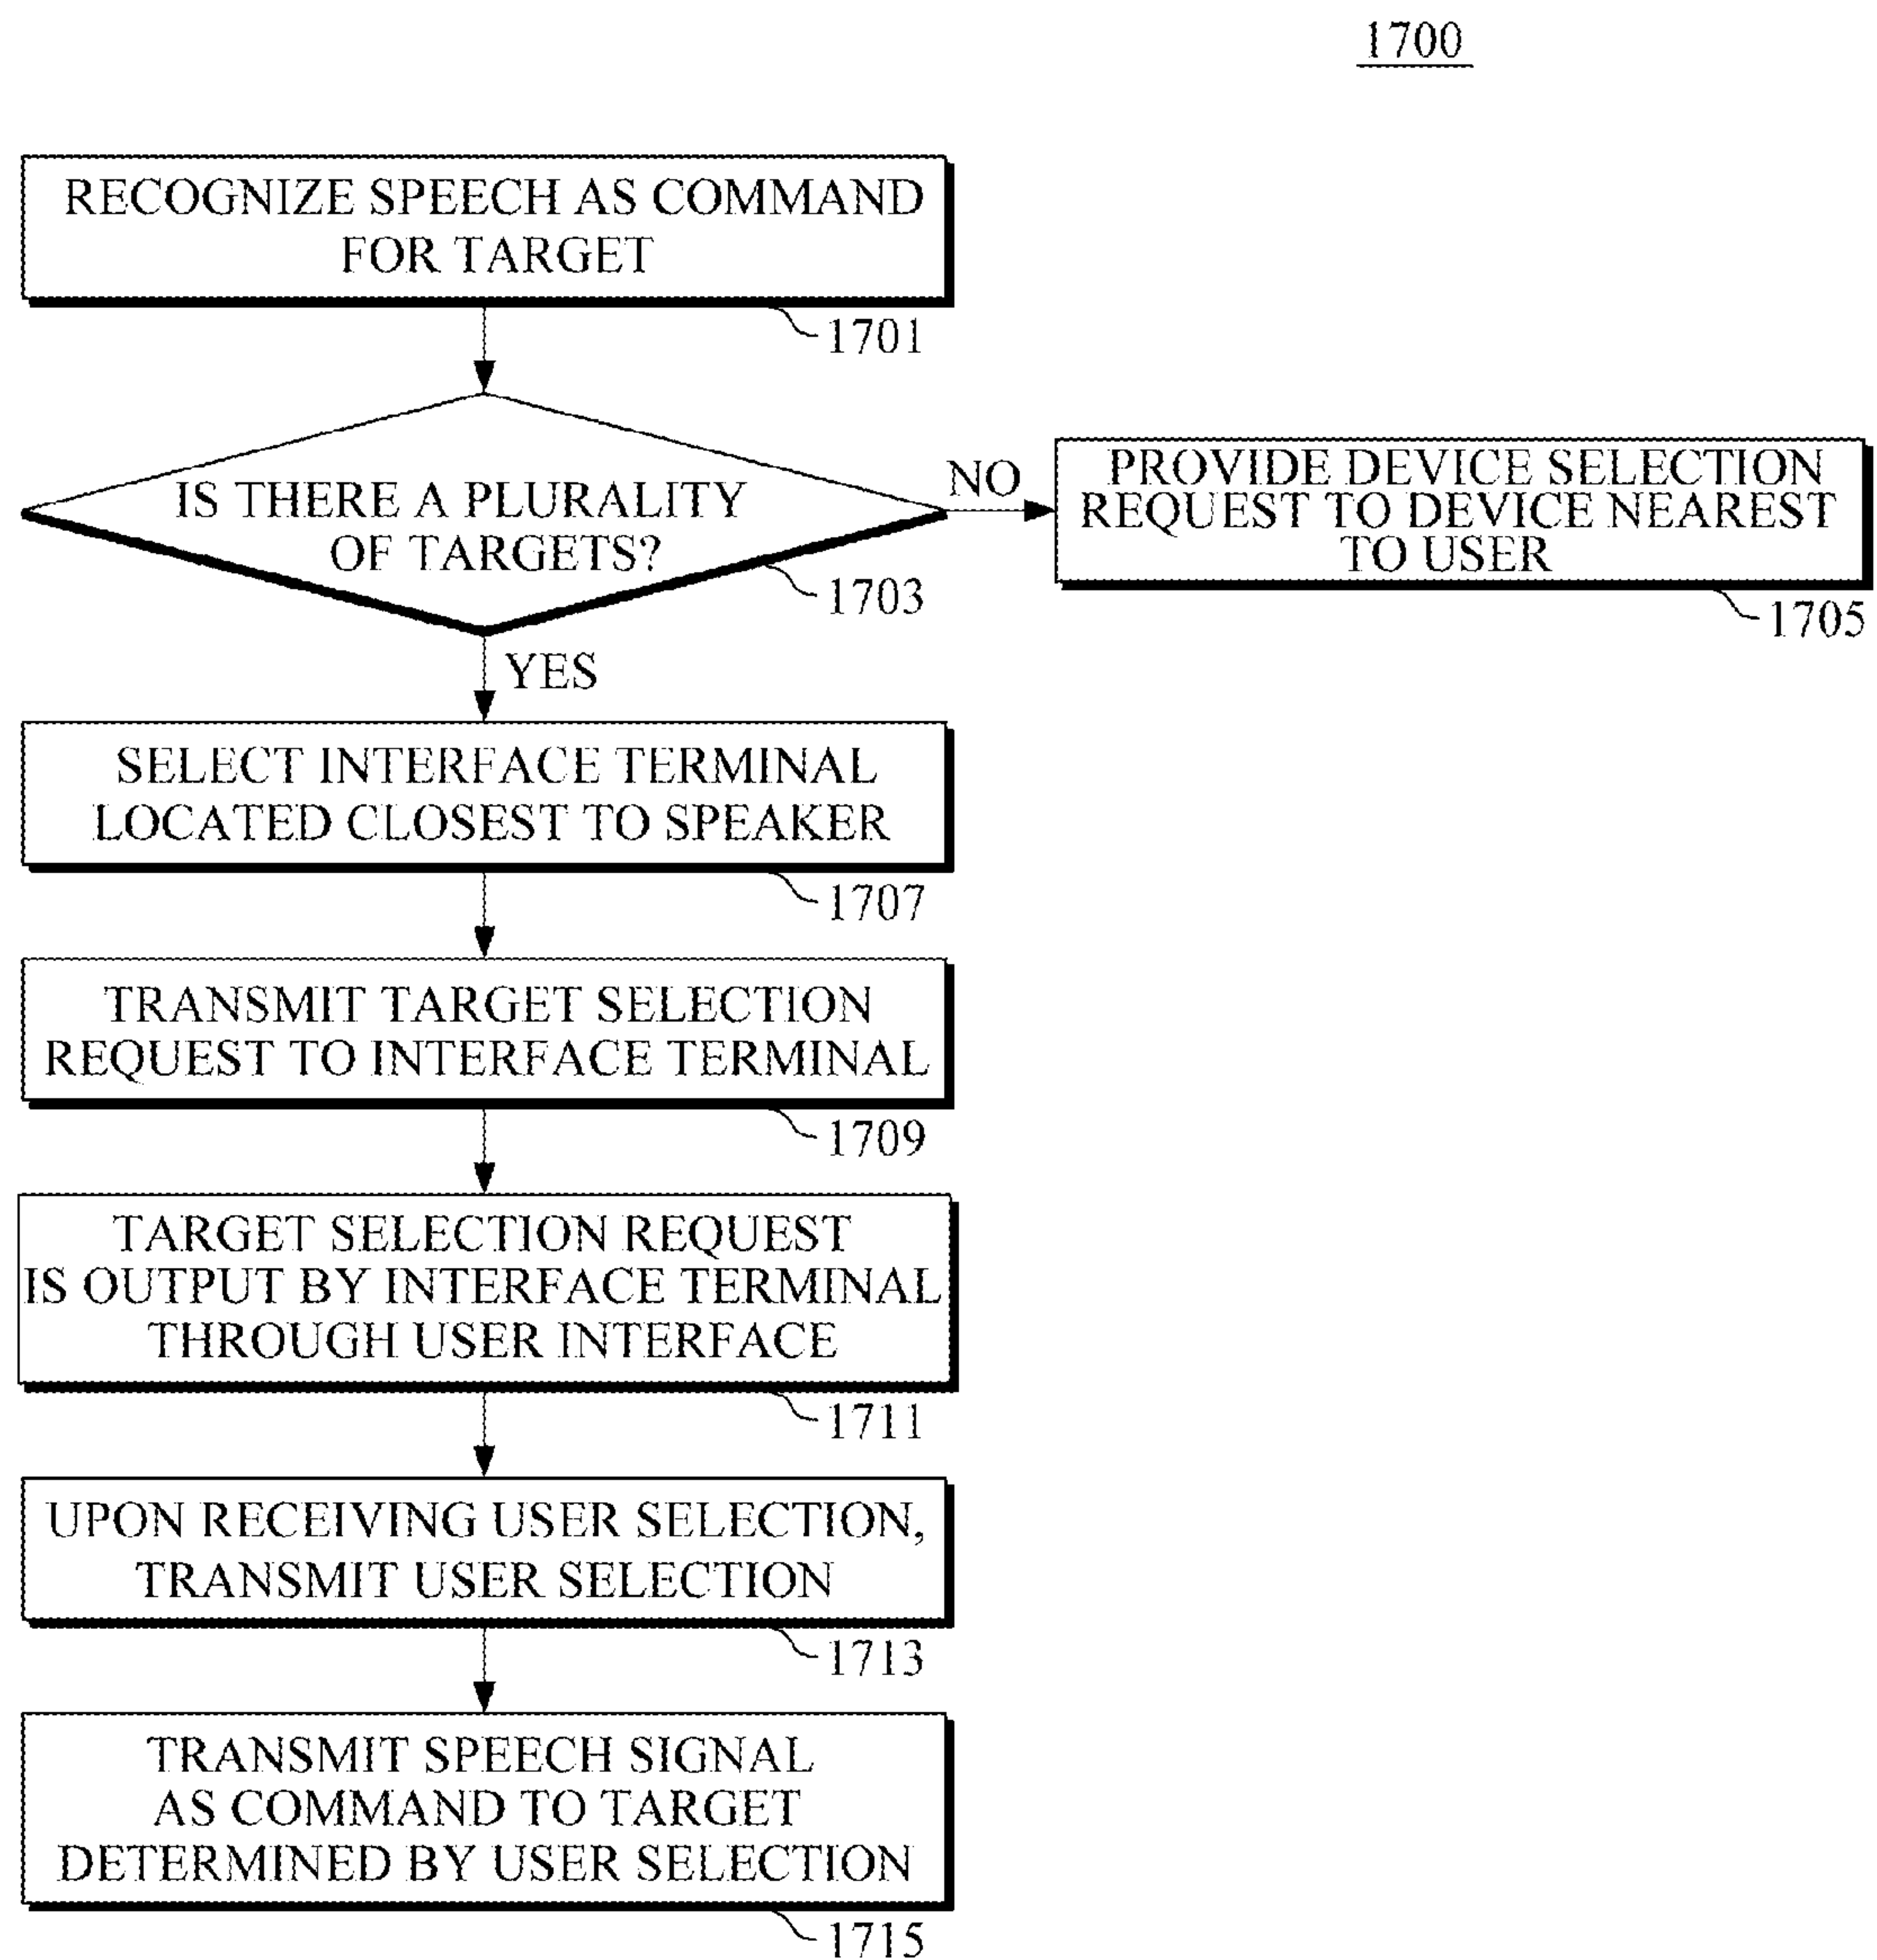 1700
RECOGNIZE SPEECH AS COMMAND
FOR TARGET
1701
IS THERE A PLURALITY
OF TARGETS?
1703
NO
PROVIDE DEVICE SELECTION
REQUEST TO DEVICE NEAREST
TO USER
1705
YES
SELECT INTERFACE TERMINAL
LOCATED CLOSEST TO SPEAKER
1707
TRANSMIT TARGET SELECTION
REQUEST TO INTERFACE TERMINAL
1709
TARGET SELECTION REQUEST
IS OUTPUT BY INTERFACE TERMINAL
THROUGH USER INTERFACE
1711
UPON RECEIVING USER SELECTION,
TRANSMIT USER SELECTION
1713
TRANSMIT SPEECH SIGNAL
AS COMMAND TO TARGET
DETERMINED BY USER SELECTION
1715